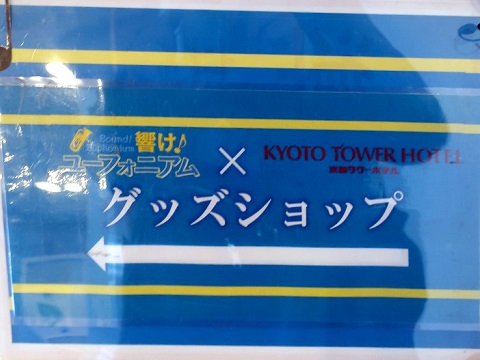 Sound! Euphonium
響け♪
ユーフォニアム
×
KYOTO TOWER HOTEL
京都タワーホテル
グッズショップ